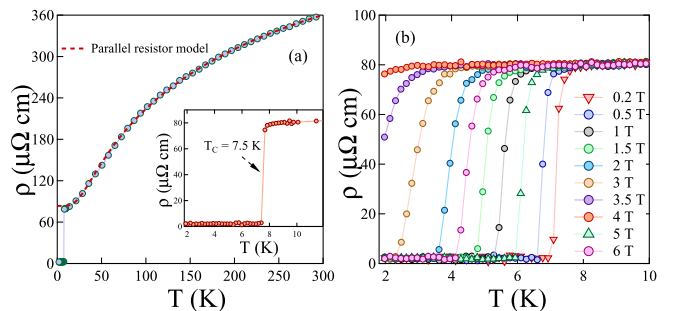 360
300
240
180
120
60
0
ρ (μΩ cm)
Parallel resistor model
(a)
80
40
0
ρ (μΩ cm)
T_C = 7.5 K
2 4 6 8 10
T (K)
0 50 100 150 200 250 300
T (K)
100
80
60
40
20
0
ρ (μΩ cm)
(b)
0.2 T
0.5 T
1 T
1.5 T
2 T
3 T
3.5 T
4 T
5 T
6 T
2 4 6 8 10
T (K)